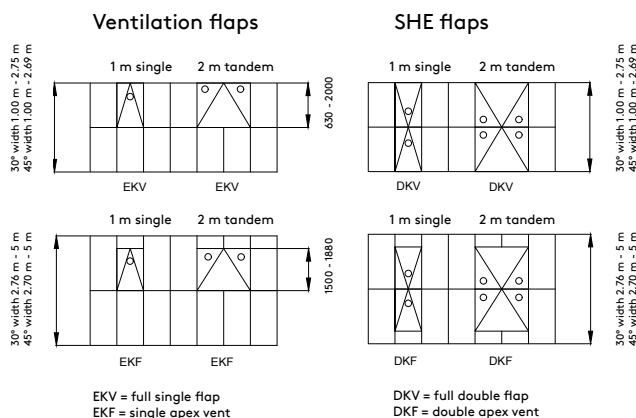 Ventilation flaps
SHE flaps
1 m single
2 m tandem
1 m single
2 m tandem
30° width 1.00 m - 2.75 m
45° width 1.00 m - 2.69 m
630 - 2000
30° width 1.00 m - 2.75 m
45° width 1.00 m - 2.69 m
EKV
EKV
DKV
DKV
1 m single
2 m tandem
1 m single
2 m tandem
30° width 2.76 m - 5 m
45° width 2.70 m - 5 m
1500 - 1880
30° width 2.76 m - 5 m
45° width 2.70 m - 5 m
EKF
EKF
DKF
DKF
EKV = full single flap
EKF = single apex vent
DKV = full double flap
DKF = double apex vent